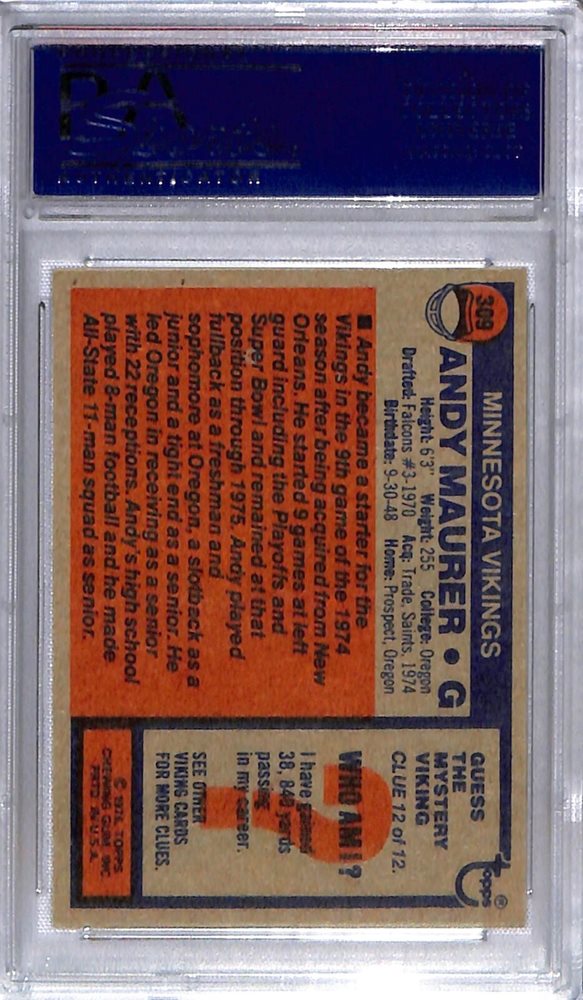 PSA
AUTHENTICATION
309
MINNESOTA VIKINGS
ANDY MAURER • G
Height: 6'3" Weight: 255 College: Oregon
Drafted: Falcons #3-1970 Acq: Trade, Saints, 1974
Birthdate: 9-30-48 Home: Prospect, Oregon
■ Andy became a starter for the
Vikings in the 9th game of the 1974
season after being acquired from New
Orleans. He started 9 games at left
guard including the Playoffs and
Super Bowl and remained at that
position through 1975. Andy played
fullback as a freshman and
sophomore at Oregon, a slotback as a
junior and a tight end as a senior. He
led Oregon in receiving as a senior
with 22 receptions. Andy's high school
played 8-man football and he made
All-State 11-man squad as senior.
topps®
GUESS
THE
MYSTERY
VIKING
CLUE 12 of 12.
?
WHO AM I?
I have gained
38,840 yards
passing
in my career.
SEE OTHER
VIKING CARDS
FOR MORE CLUES.
© 1976 TOPPS
CHEWING GUM, INC.
PRTD. IN U.S.A.